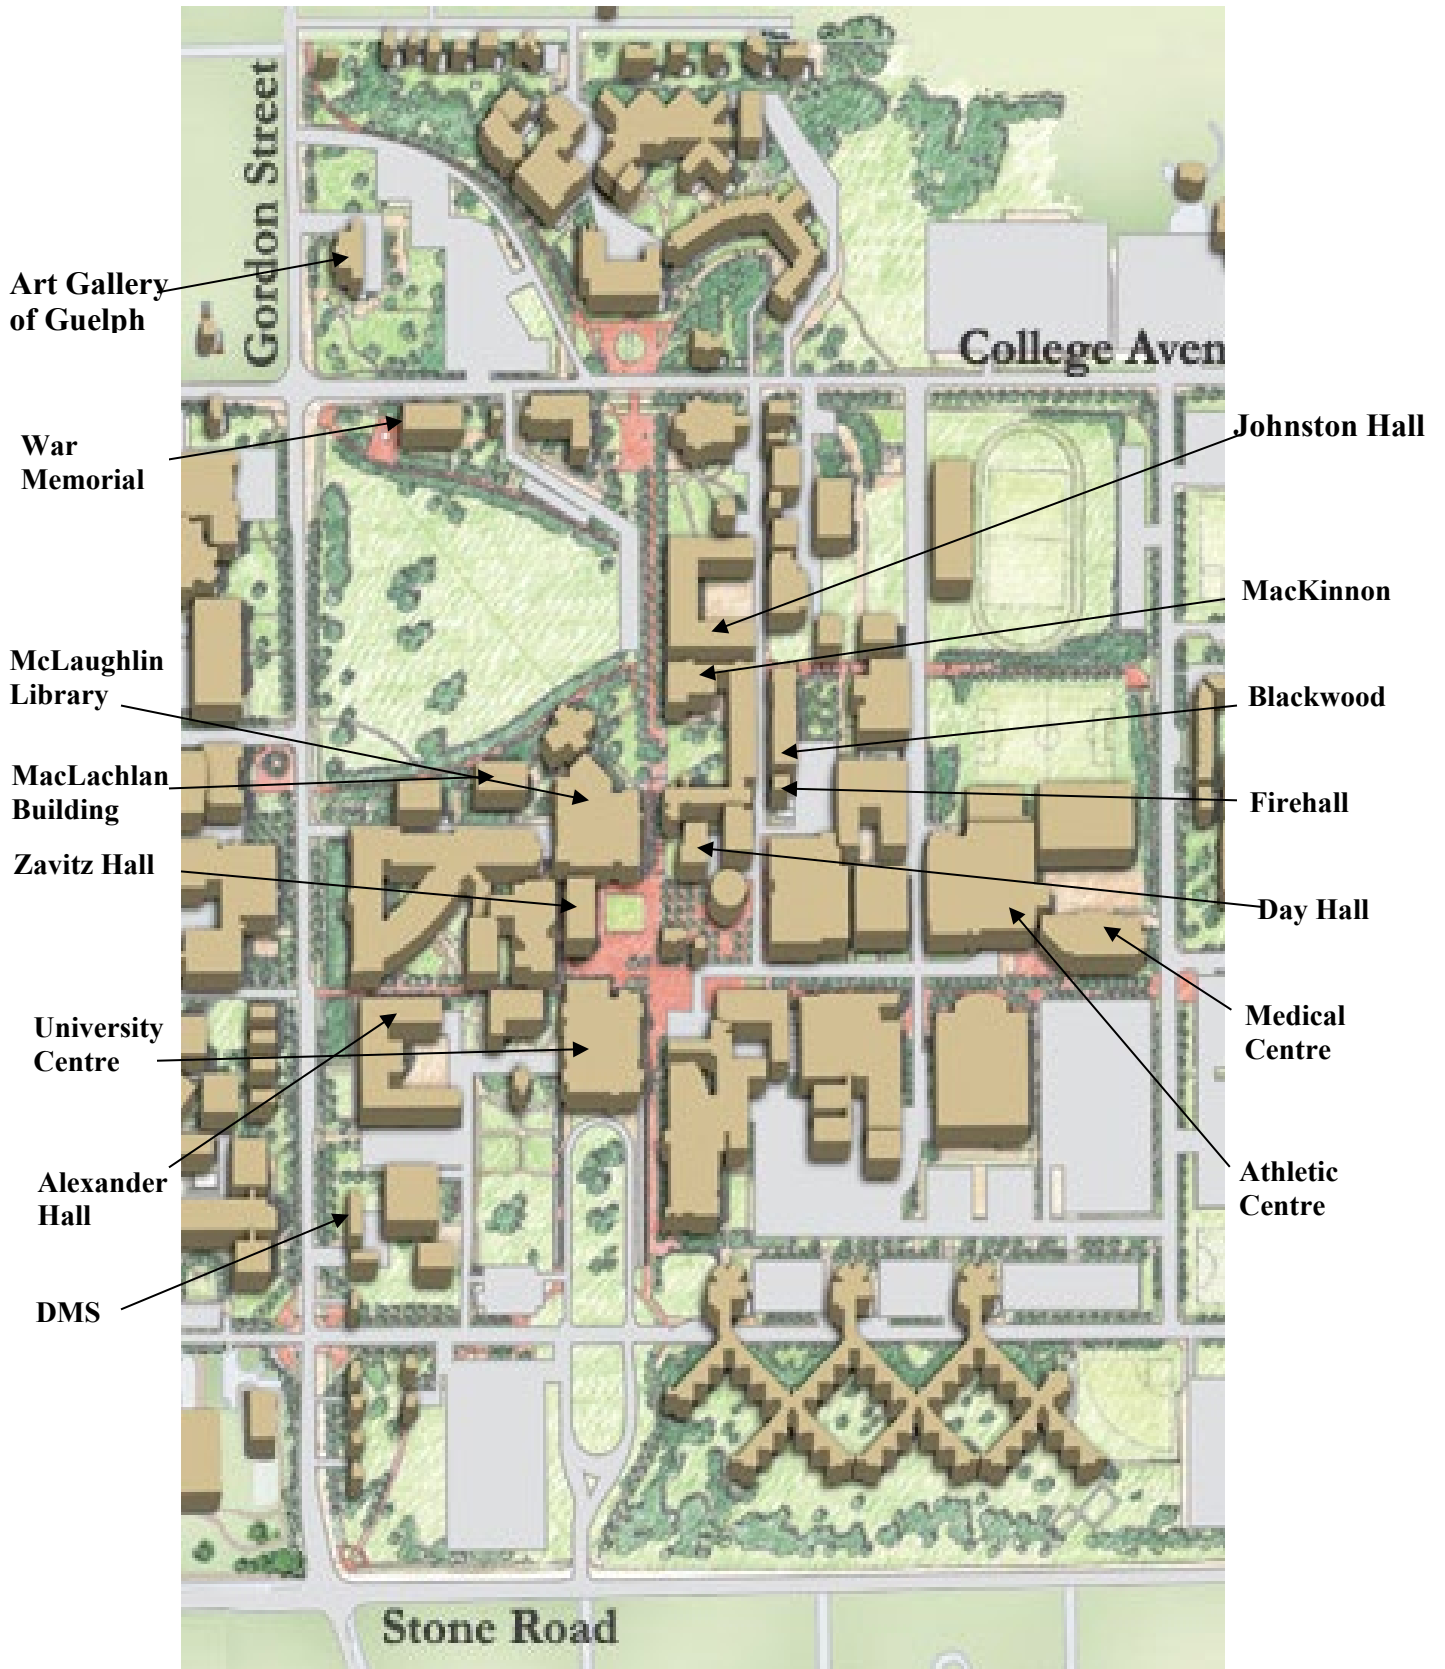 Gordon Street
Art Gallery
of Guelph
College Aven
War
Memorial
Johnston Hall
MacKinnon
McLaughlin
Library
Blackwood
MacLachlan
Building
Firehall
Zavitz Hall
Day Hall
University
Centre
Medical
Centre
Alexander
Hall
Athletic
Centre
DMS
Stone Road